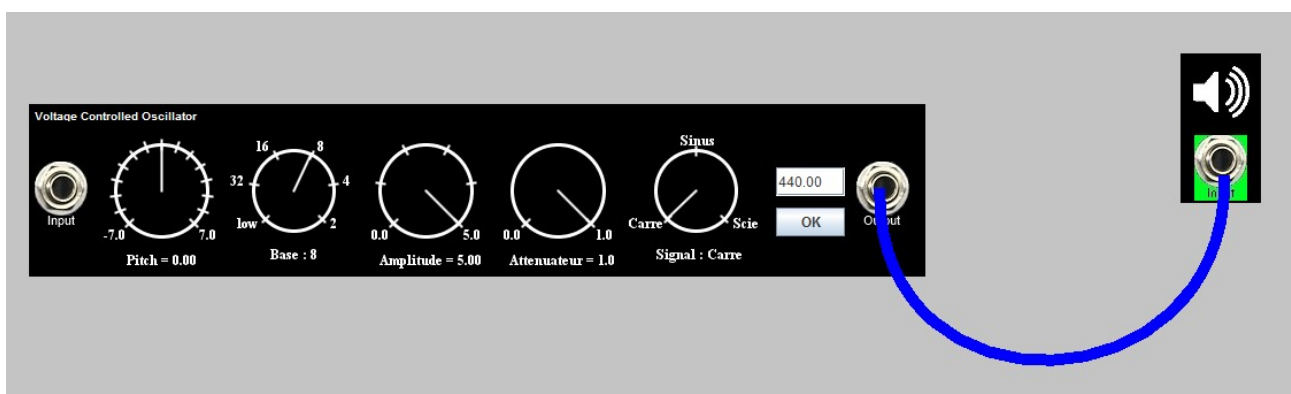 Voltage Controlled Oscillator
Input
-7.0
7.0
Pitch = 0.00
low
32
16
8
4
2
Base : 8
0.0
5.0
Amplitude = 5.00
0.0
1.0
Attenuateur = 1.0
Sinus
Carre
Scie
Signal : Carre
440.00
OK
Output
Input